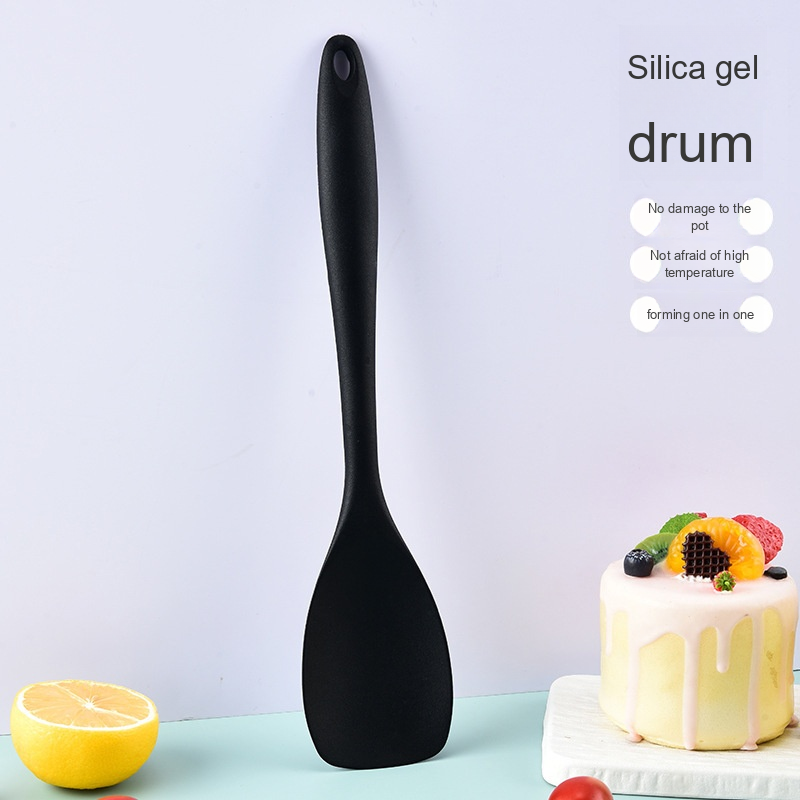 Silica gel
drum
No damage to the
pot
Not afraid of high
temperature
forming one in one